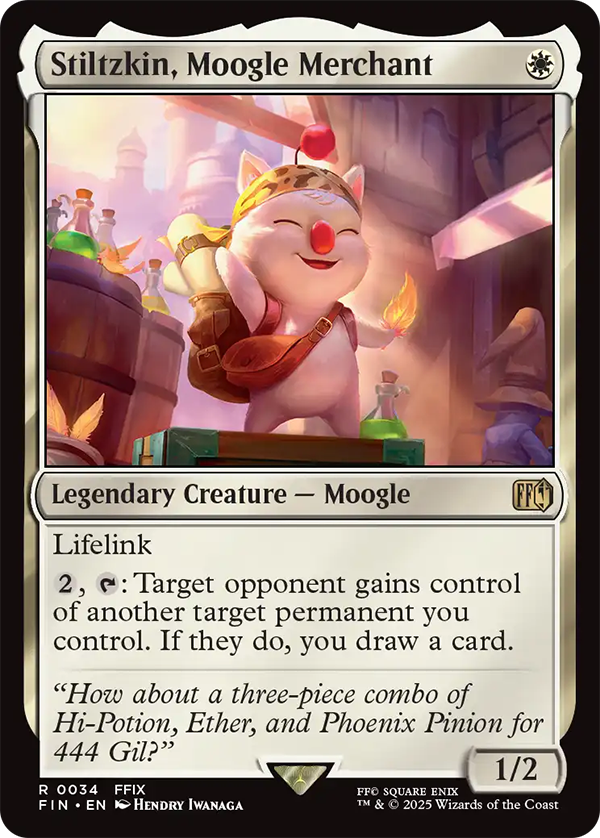 Stiltzkin, Moogle Merchant
Legendary Creature — Moogle
Lifelink
2, : Target opponent gains control
of another target permanent you
control. If they do, you draw a card.
“How about a three-piece combo of
Hi-Potion, Ether, and Phoenix Pinion for
444 Gil?”
1/2
R 0034 FFIX
FIN • EN Hendry Iwanaga
FF© SQUARE ENIX
™ & © 2025 Wizards of the Coast